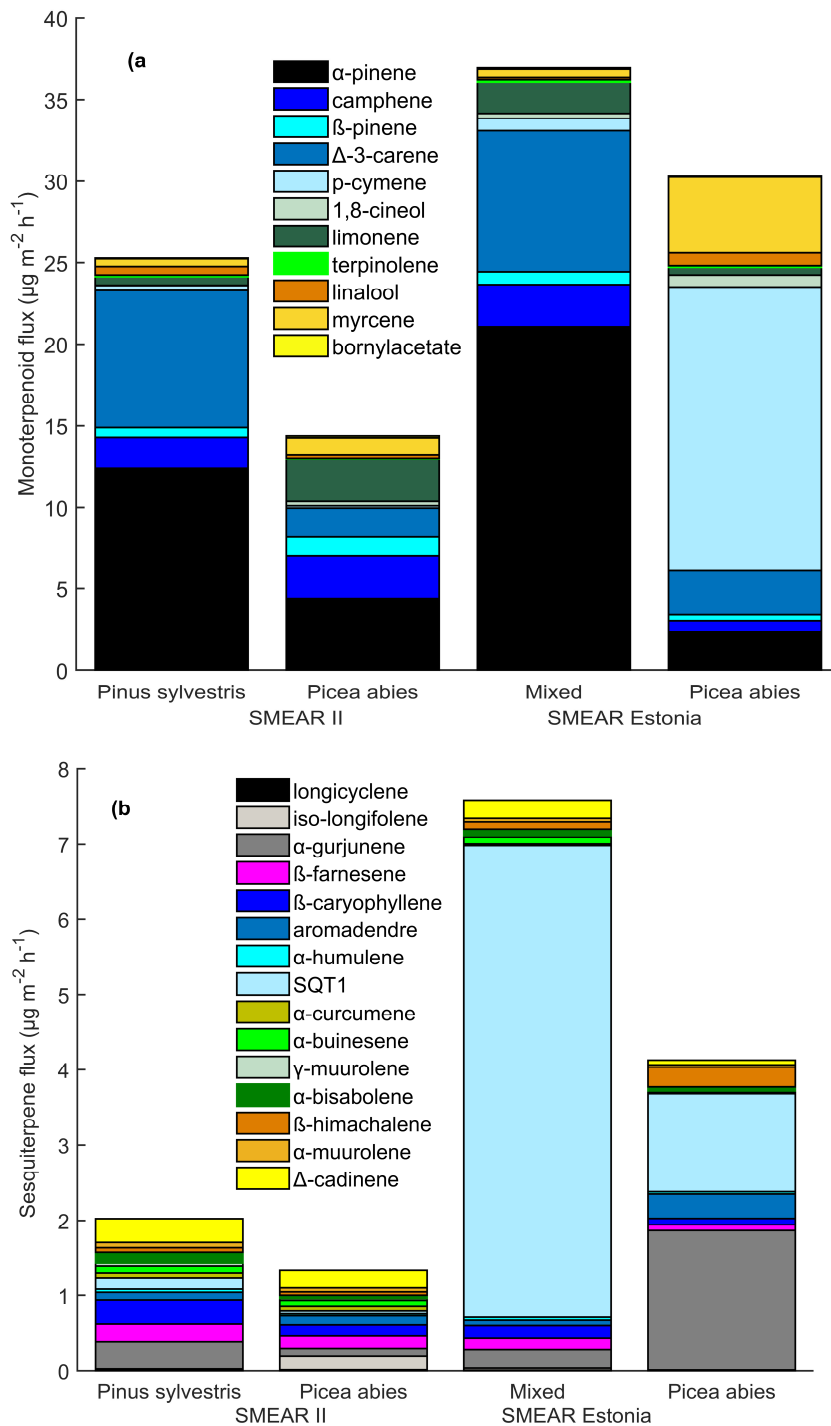 40
35
30
25
20
15
10
5
0
Monoterpenoid flux (µg m⁻² h⁻¹)
(a
α-pinene
camphene
ß-pinene
Δ-3-carene
p-cymene
1,8-cineol
limonene
terpinolene
linalool
myrcene
bornylacetate
Pinus sylvestris Picea abies Mixed Picea abies
SMEAR II SMEAR Estonia
8
7
6
5
4
3
2
1
0
Sesquiterpene flux (µg m⁻² h⁻¹)
(b)
longicyclene
iso-longifolene
α-gurjunene
ß-farnesene
ß-caryophyllene
aromadendre
α-humulene
SQT1
α-curcumene
α-buinesene
γ-muurolene
α-bisabolene
ß-himachalene
α-muurolene
Δ-cadinene
Pinus sylvestris Picea abies Mixed Picea abies
SMEAR II SMEAR Estonia